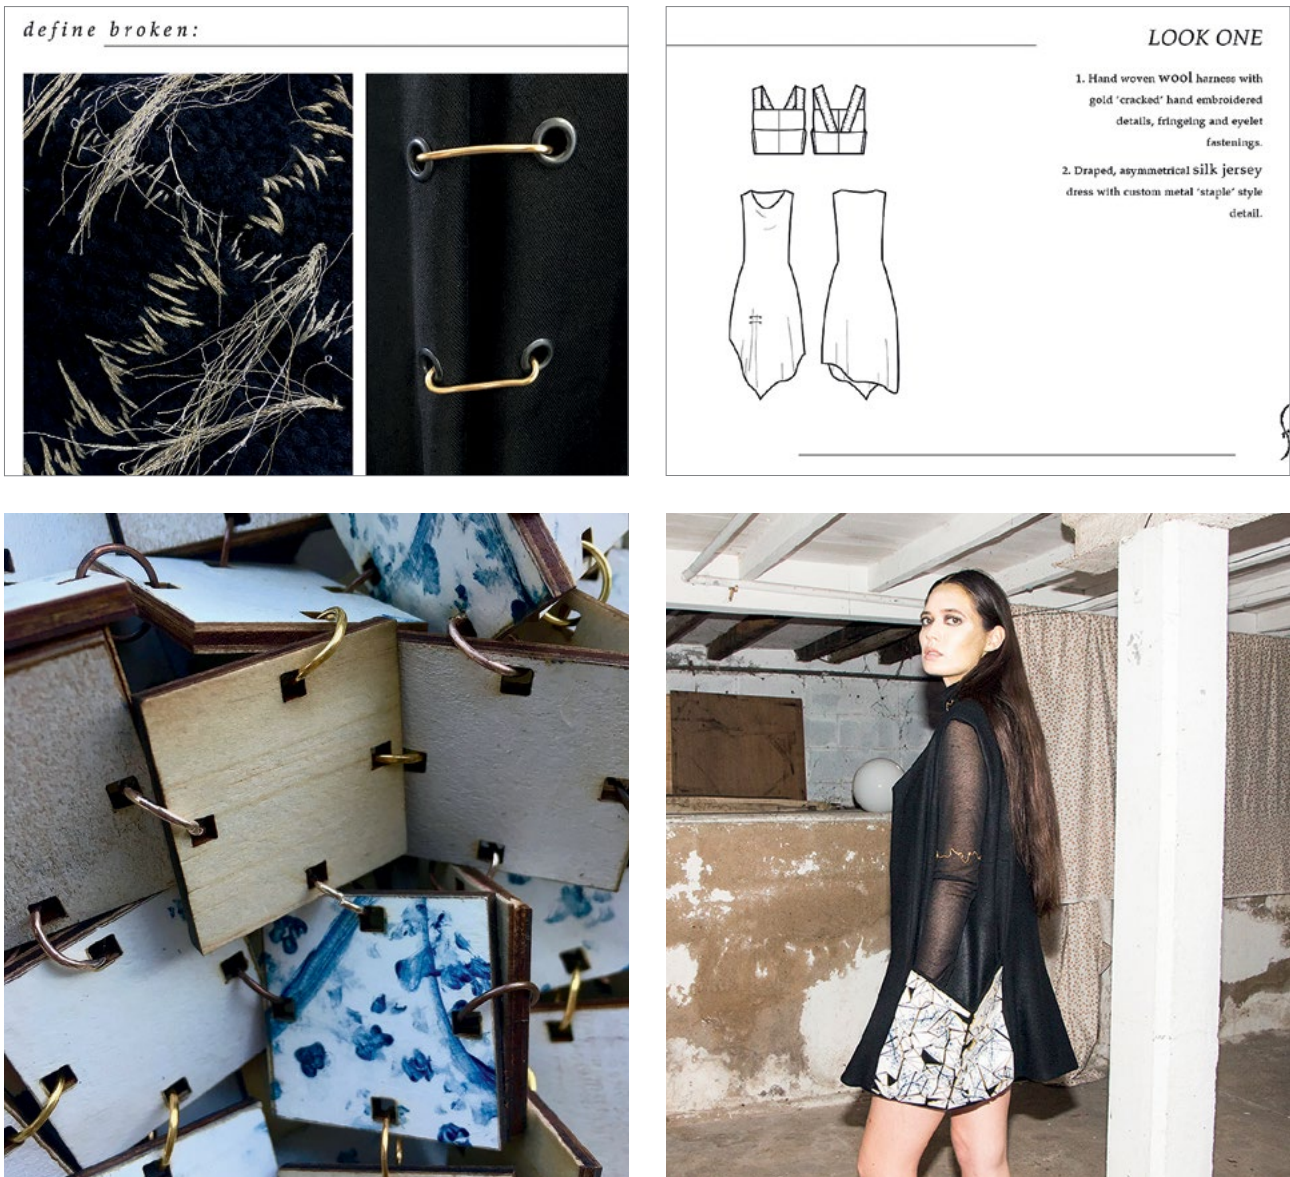 define broken:
LOOK ONE
1. Hand woven wool harness with
gold 'cracked' hand embroidered
details, fringeing and eyelet
fastenings.
2. Draped, asymmetrical silk jersey
dress with custom metal 'staple' style
detail.